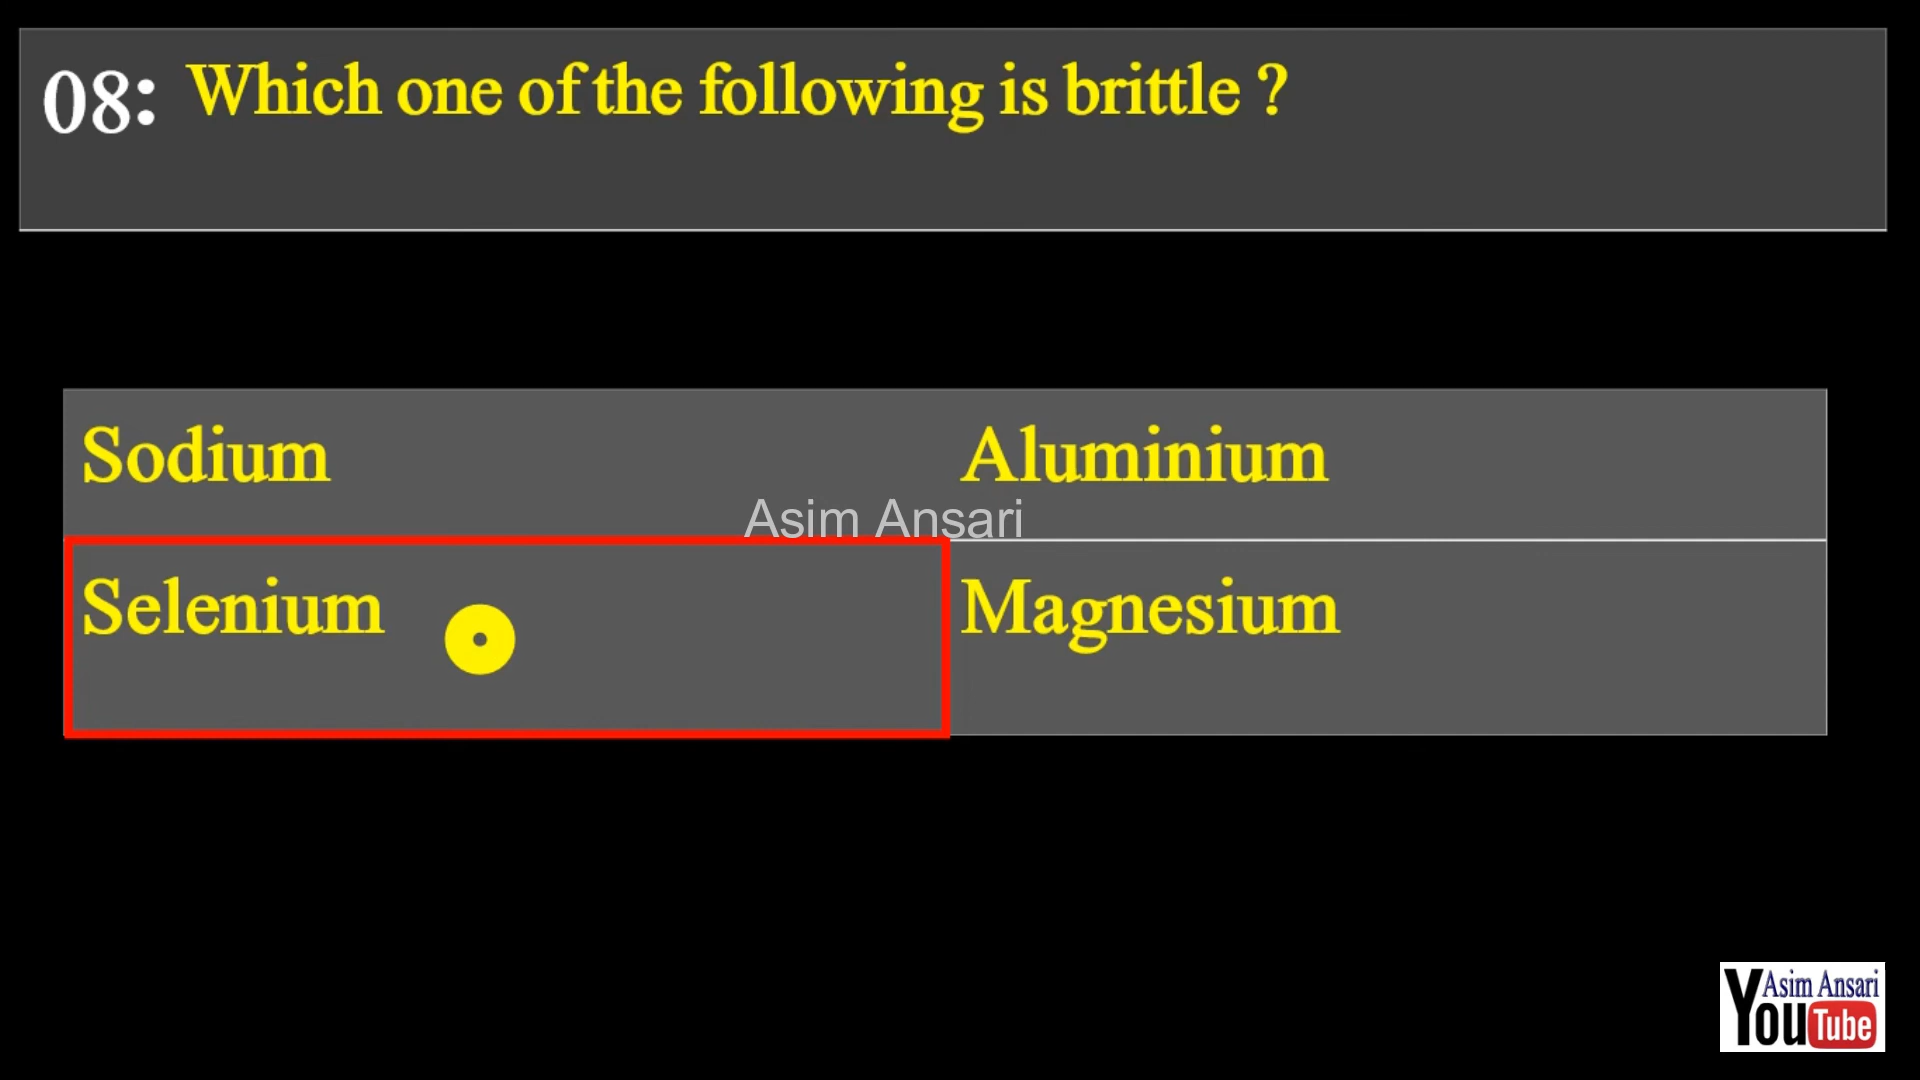 08: Which one of the following is brittle ?
Sodium
Aluminium
Asim Ansari
Selenium
Magnesium
Asim Ansari
YouTube